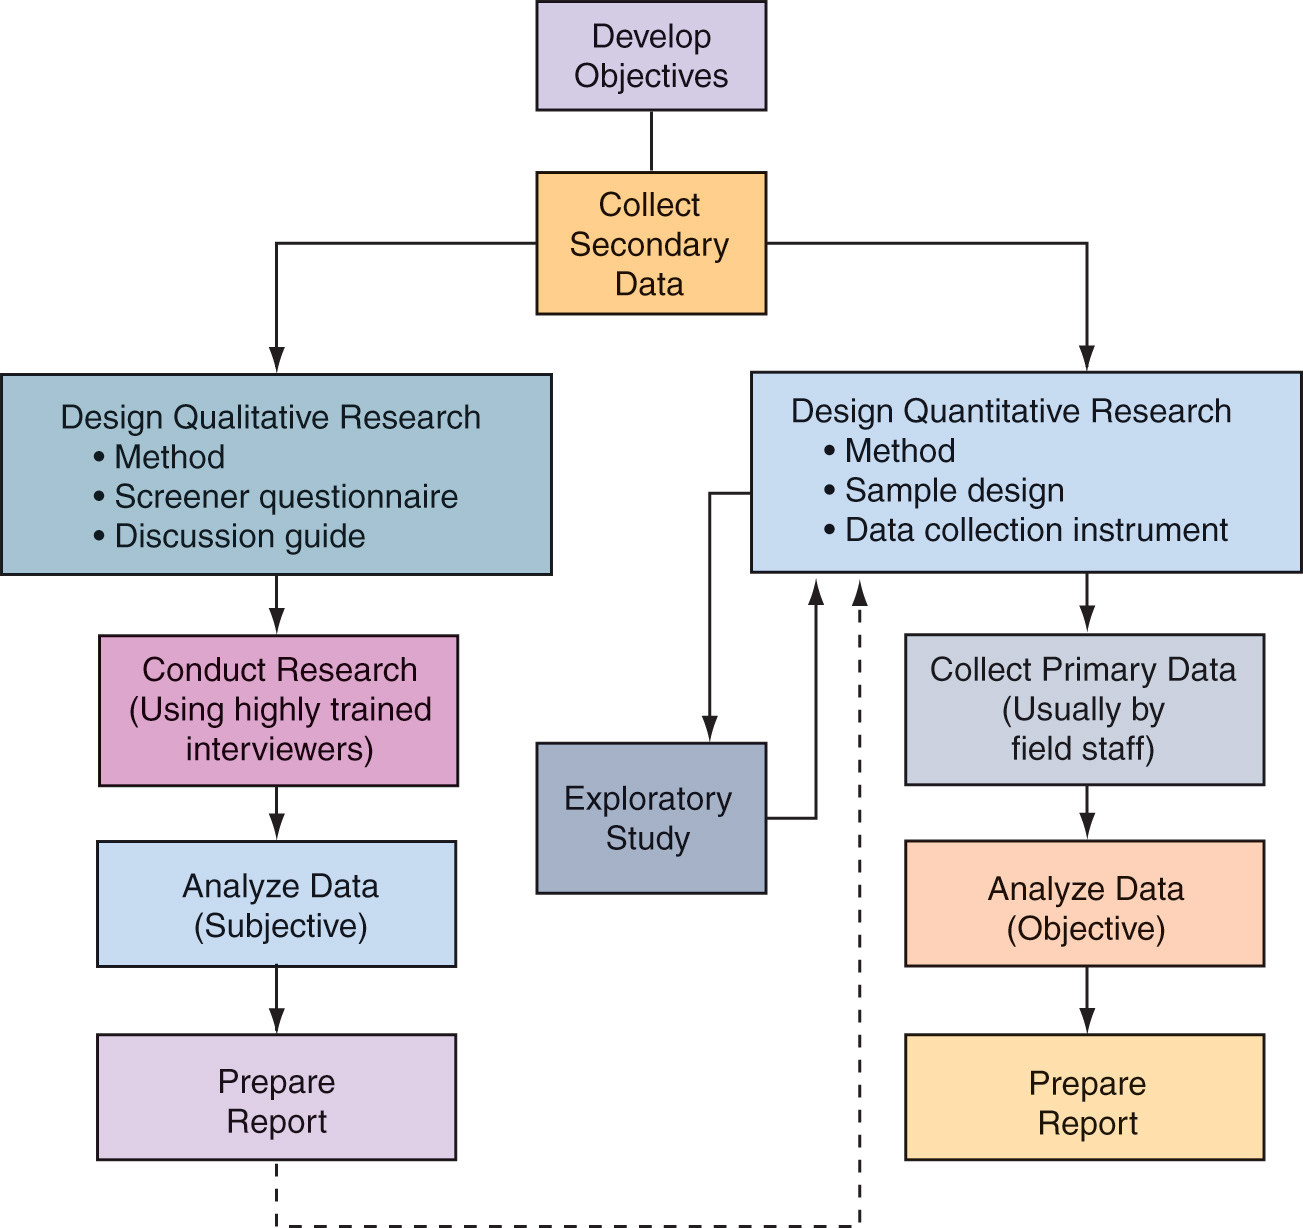 Develop
Objectives
Collect
Secondary
Data
Design Qualitative Research
• Method
• Screener questionnaire
• Discussion guide
Design Quantitative Research
• Method
• Sample design
• Data collection instrument
Conduct Research
(Using highly trained
interviewers)
Collect Primary Data
(Usually by
field staff)
Exploratory
Study
Analyze Data
(Subjective)
Analyze Data
(Objective)
Prepare
Report
Prepare
Report